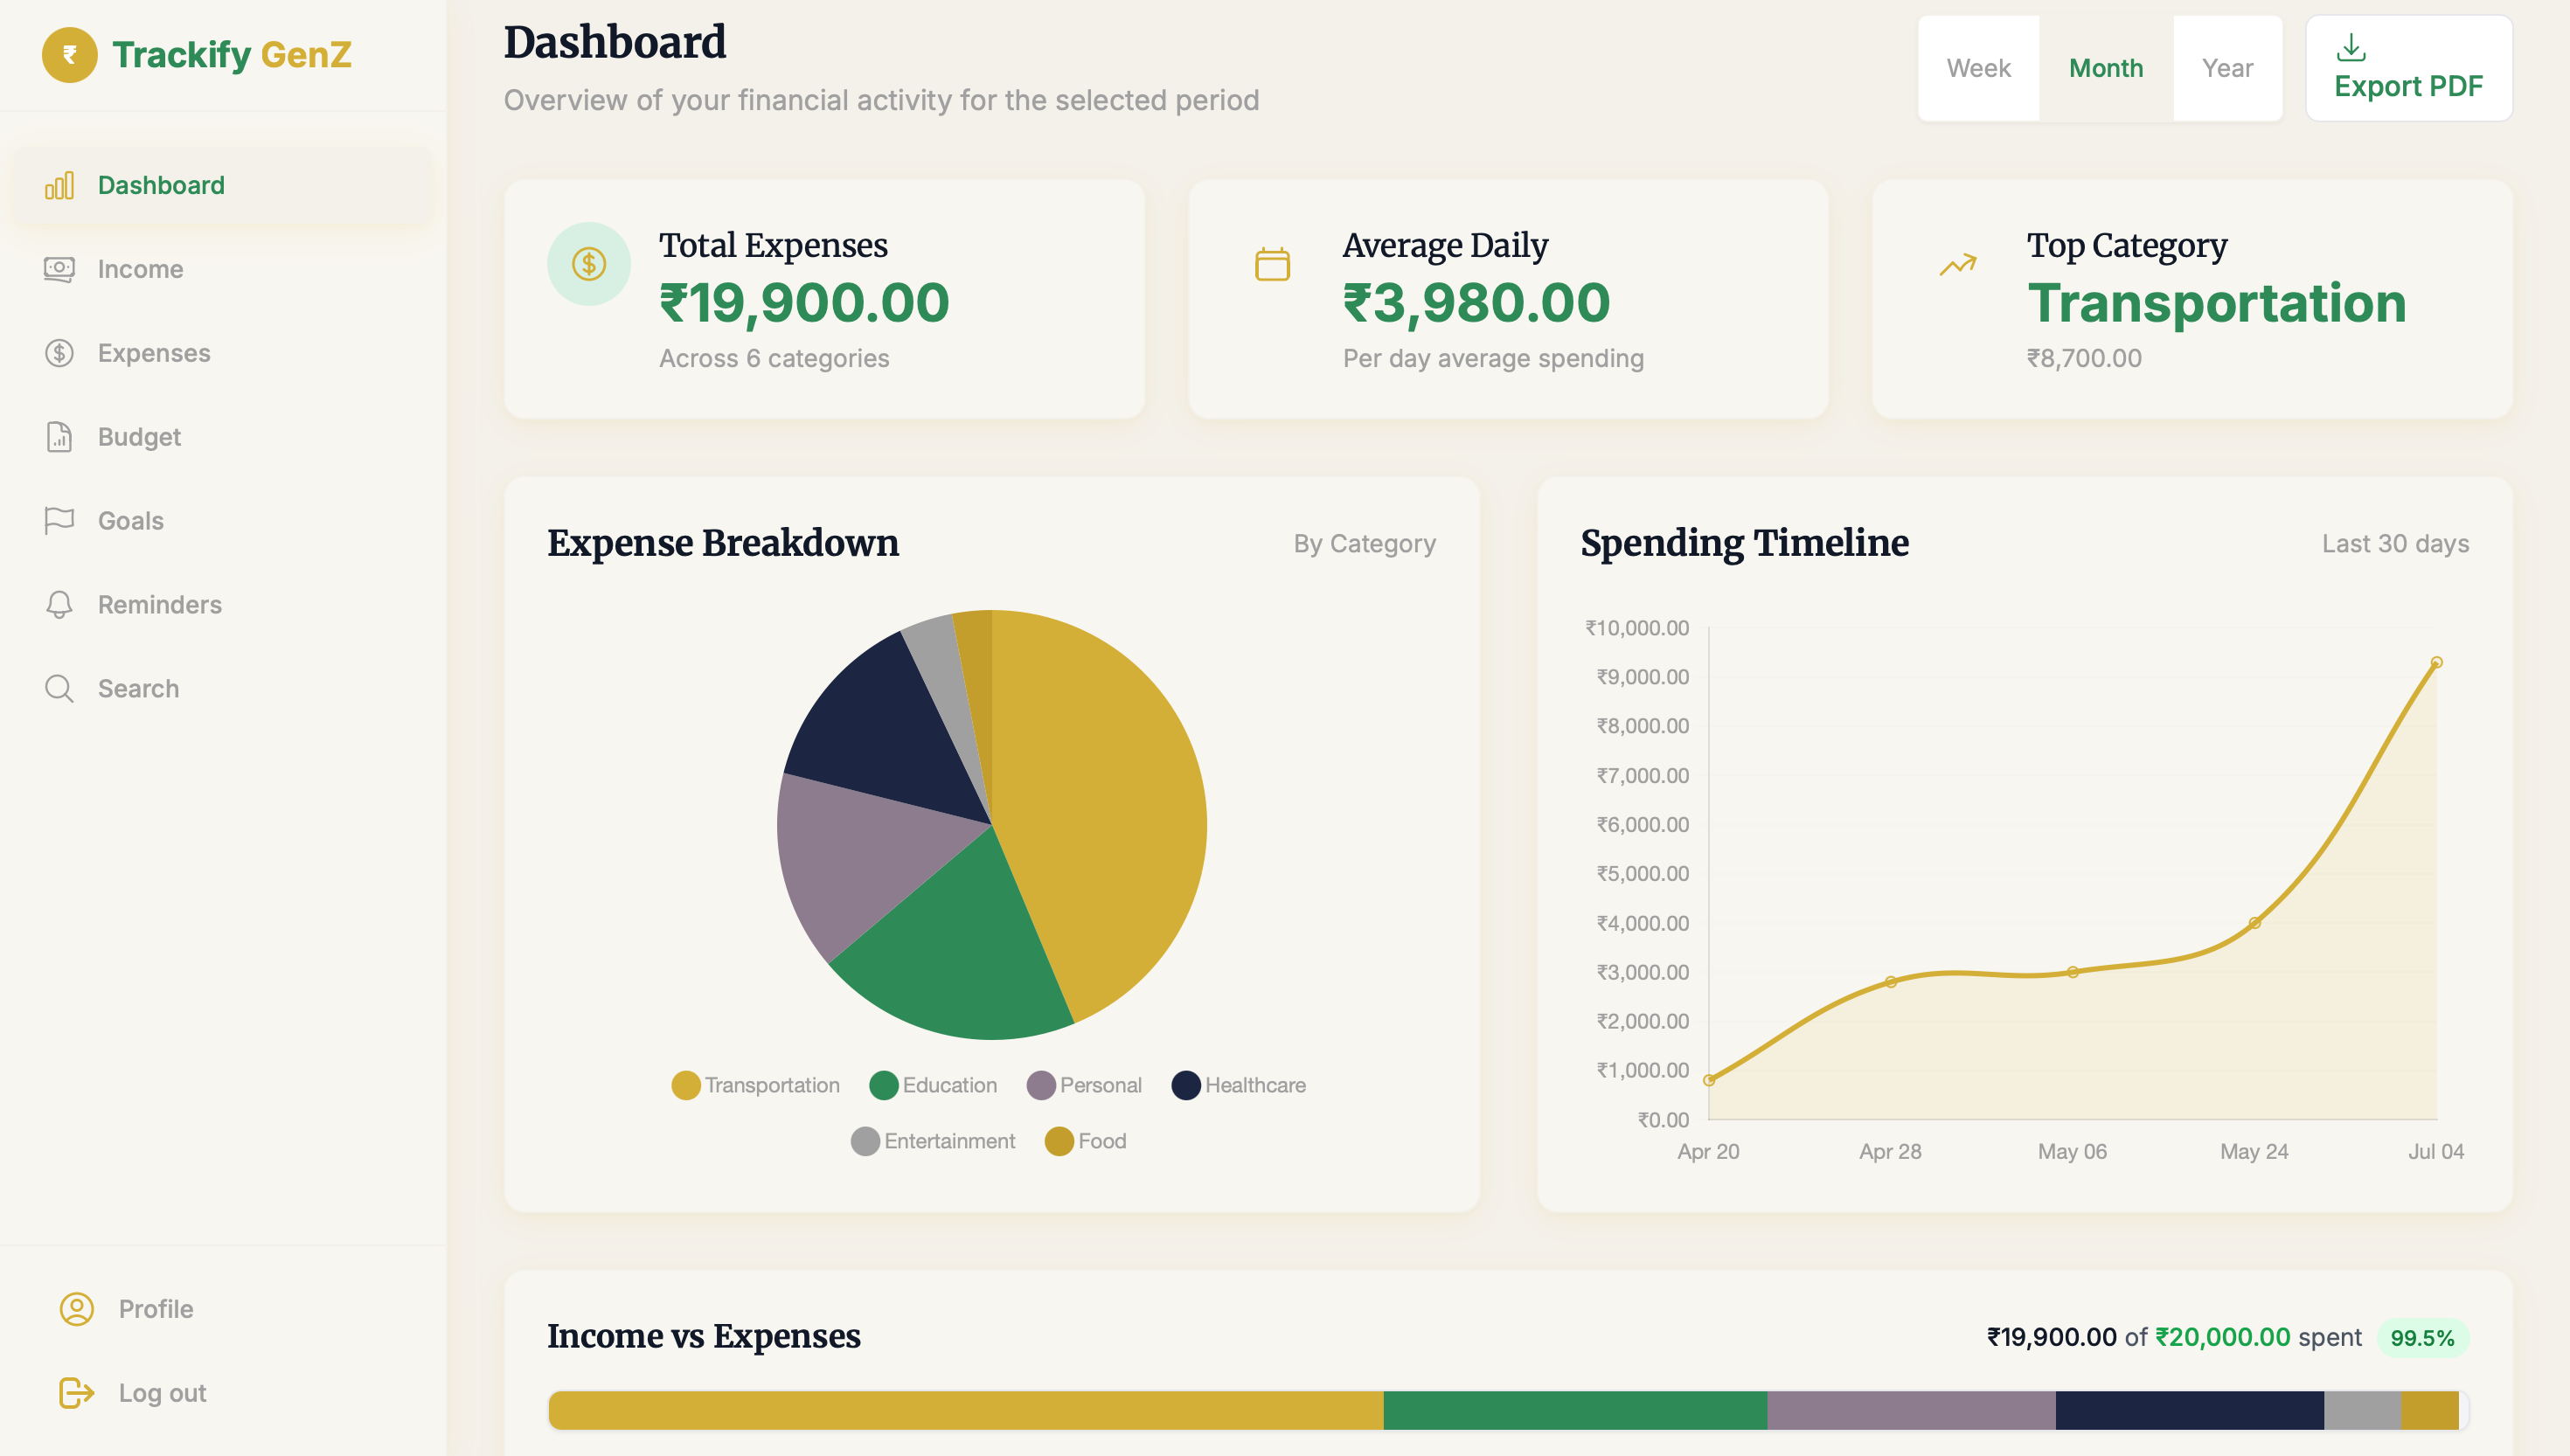 ₹ Trackify GenZ
Dashboard
Income
Expenses
Budget
Goals
Reminders
Search
Profile
Log out
Dashboard
Overview of your financial activity for the selected period
Week Month Year
Export PDF
Total Expenses
₹19,900.00
Across 6 categories
Average Daily
₹3,980.00
Per day average spending
Top Category
Transportation
₹8,700.00
Expense Breakdown By Category
Transportation Education Personal Healthcare
Entertainment Food
Spending Timeline Last 30 days
₹10,000.00
₹9,000.00
₹8,000.00
₹7,000.00
₹6,000.00
₹5,000.00
₹4,000.00
₹3,000.00
₹2,000.00
₹1,000.00
₹0.00
Apr 20 Apr 28 May 06 May 24 Jul 04
Income vs Expenses ₹19,900.00 of ₹20,000.00 spent 99.5%